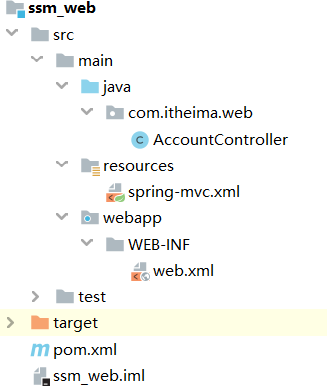 ssm_web
src
main
java
com.itheima.web
AccountController
resources
spring-mvc.xml
webapp
WEB-INF
web.xml
test
target
pom.xml
ssm_web.iml